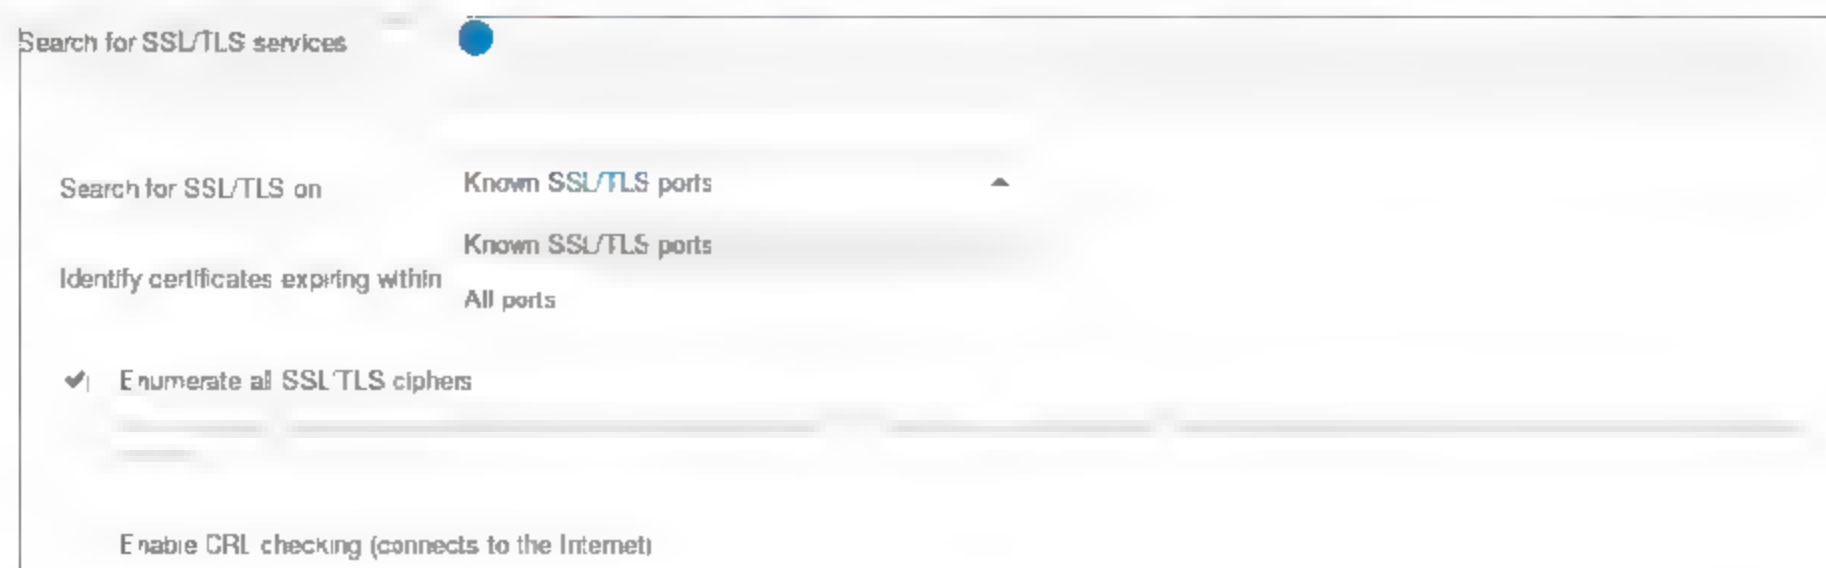 Search for SSL/TLS services
Search for SSL/TLS on
Known SSL/TLS ports
Known SSL/TLS ports
Identify certificates expiring within
All ports
Enumerate all SSL TLS ciphers
Enable CRL checking (connects to the Internet)